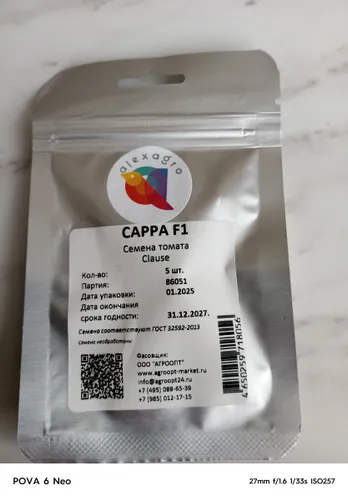 alexagro
САРРА F1
Семена томата
Clause
Кол-во: 5 шт.
Партия: 86051
Дата упаковки: 01.2025
Дата окончания
срока годности: 31.12.2027.
Семена соответствуют ГОСТ 32592-2013
Семена необработаны
Фасовщик:
ООО "АГРООПТ"
www.agroopt-market.ru
info@agroopt24.ru
+7 (495) 088-65-39
+7 (985) 012-17-15
4650259718056
POVA 6 Neo
27mm f/1.6 1/33s ISO257